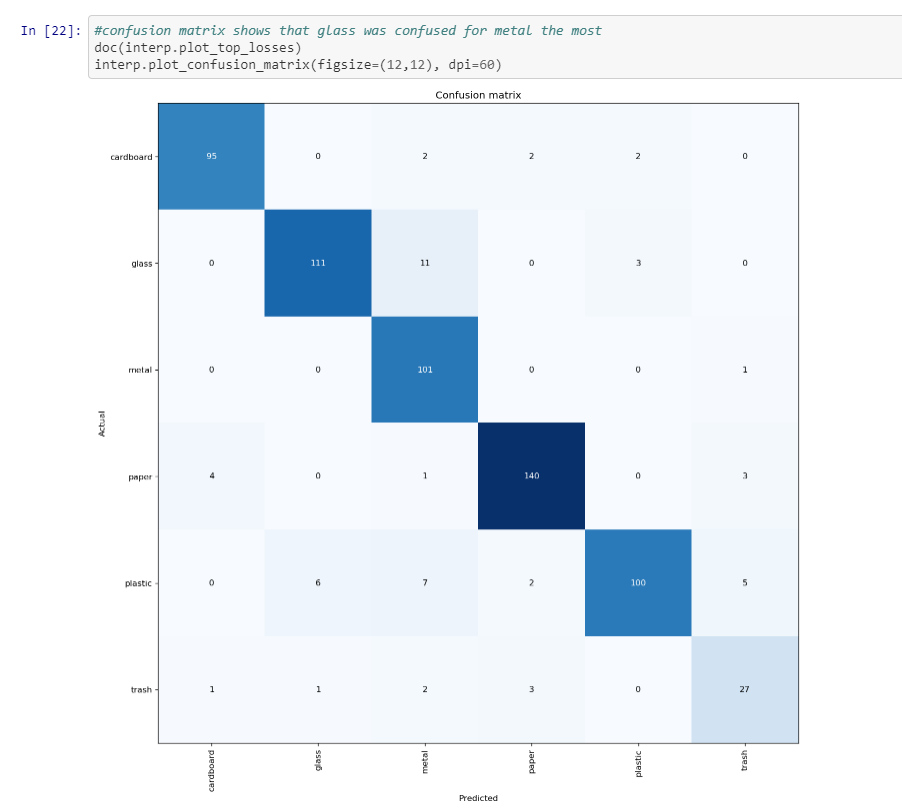 In [22]: #confusion matrix shows that glass was confused for metal the most
doc(interp.plot_top_losses)
interp.plot_confusion_matrix(figsize=(12,12), dpi=60)
Confusion matrix
cardboard 95 0 2 2 2 0
glass 0 111 11 0 3 0
metal 0 0 101 0 0 1
Actual
paper 4 0 1 140 0 3
plastic 0 6 7 2 100 5
trash 1 1 2 3 0 27
cardboard glass metal paper plastic trash
Predicted